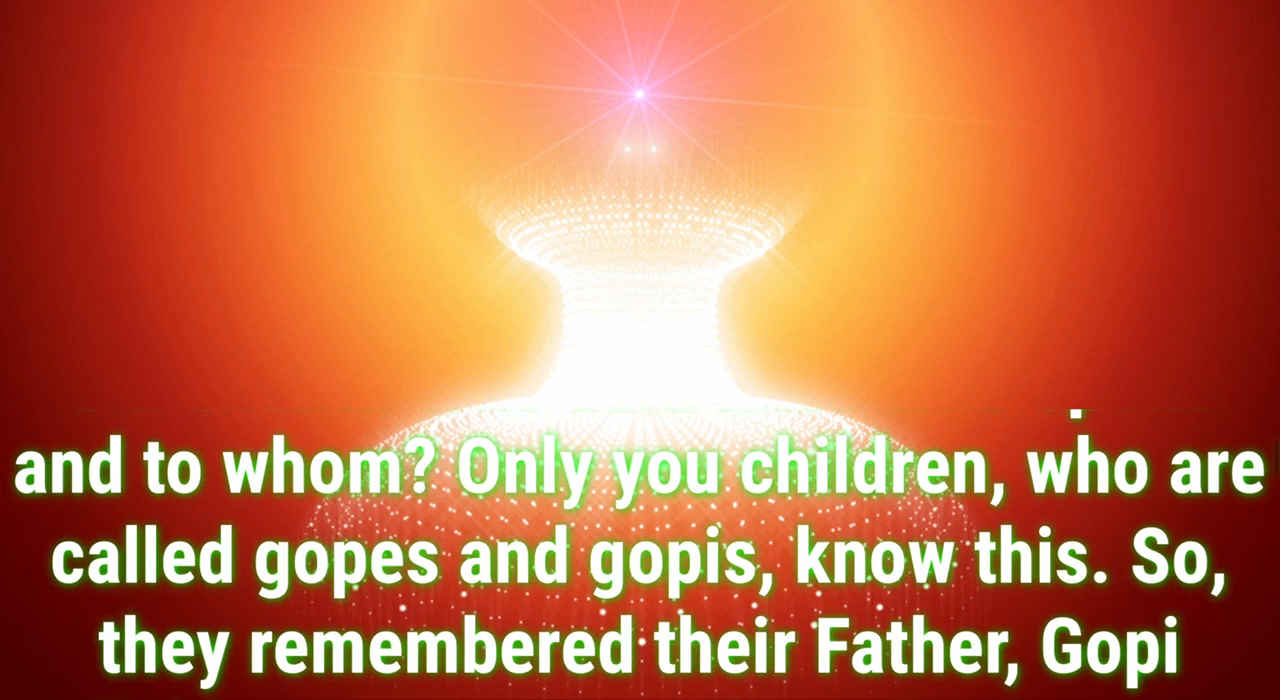 and to whom? Only you children, who are
called gopes and gopis, know this. So,
they remembered their Father, Gopi